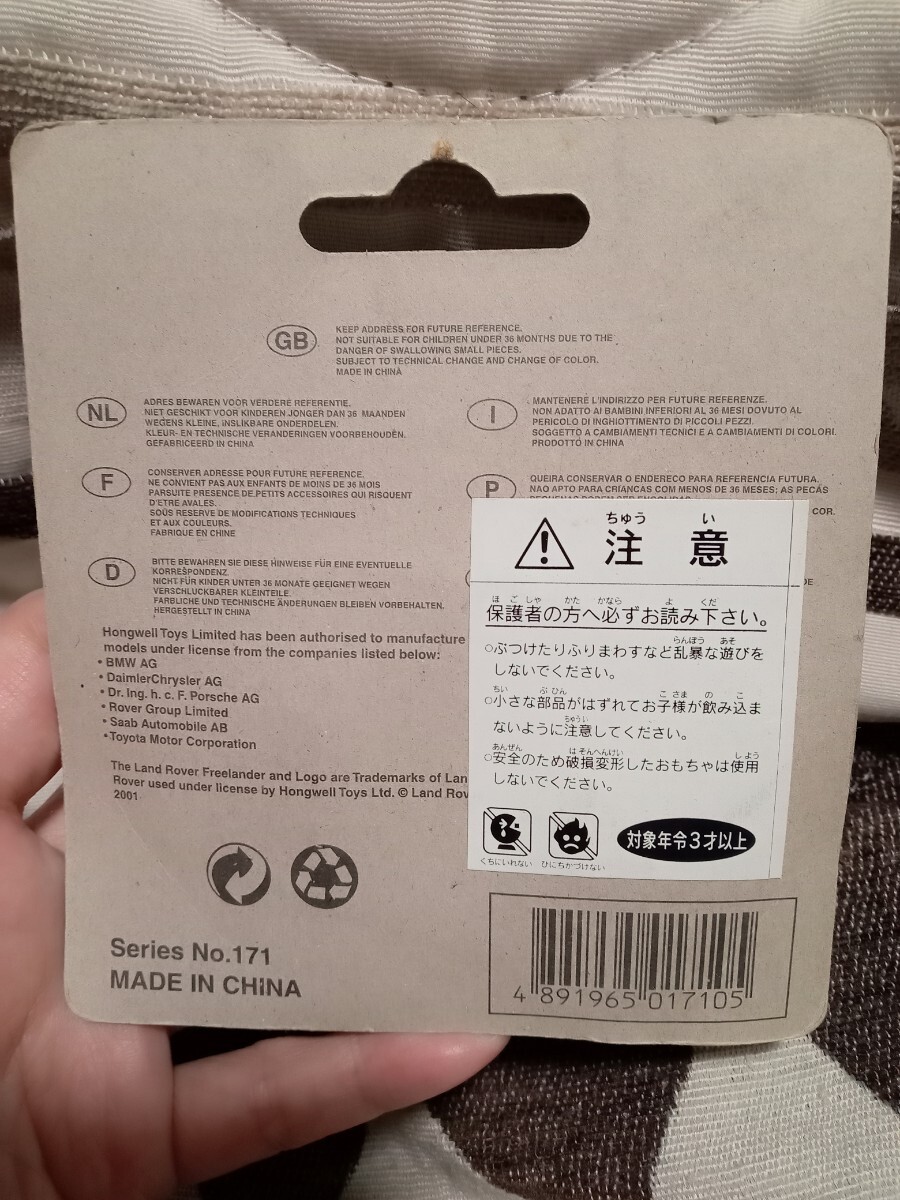 GB
KEEP ADDRESS FOR FUTURE REFERENCE.
NOT SUITABLE FOR CHILDREN UNDER 36 MONTHS DUE TO THE
DANGER OF SWALLOWING SMALL PIECES.
SUBJECT TO TECHNICAL CHANGE AND CHANGE OF COLOR.
MADE IN CHINA
NL
ADRES BEWAREN VOOR VERDERE REFERENTIE.
NIET GESCHIKT VOOR KINDEREN JONGER DAN 36 MAANDEN
WEGENS KLEINE, INSLIKBARE ONDERDELEN.
KLEUR- EN TECHNISCHE VERANDERINGEN VOORBEHOUDEN.
GEFABRICEERD IN CHINA
I
MANTENERE L'INDIRIZZO PER FUTURE REFERENZE.
NON ADATTO AI BAMBINI INFERIORI AL 36 MESI DOVUTO AL
PERICOLO DI INGHIOTTIMENTO DI PICCOLI PEZZI.
SOGGETTO A CAMBIAMENTI TECNICI E A CAMBIAMENTI DI COLORI.
PRODOTTO IN CHINA
F
CONSERVER ADRESSE POUR FUTURE REFERENCE.
NE CONVIENT PAS AUX ENFANTS DE MOINS DE 36 MOIS
PARSUITE PRESENCE DE PETITS ACCESSOIRES QUI RISQUENT
D'ETRE AVALES.
SOUS RESERVE DE MODIFICATIONS TECHNIQUES
ET AUX COULEURS.
FABRIQUE EN CHINE
P
QUEIRA CONSERVAR O ENDERECO PARA REFERENCIA FUTURA.
NAO APTO PARA CRIANCAS COM MENOS DE 36 MESES; AS PECAS
COR.
D
BITTE BEWAHREN SIE DIESE HINWEISE FÜR EINE EVENTUELLE
KORRESPONDENZ.
NICHT FÜR KINDER UNTER 36 MONATE GEEIGNET WEGEN
VERSCHLUCKBARER KLEINTEILE.
FARBLICHE UND TECHNISCHE ÄNDERUNGEN BLEIBEN VORBEHALTEN.
HERGESTELLT IN CHINA
DE
Hongwell Toys Limited has been authorised to manufacture
models under license from the companies listed below:
• BMW AG
• DaimlerChrysler AG
• Dr. Ing. h. c. F. Porsche AG
• Rover Group Limited
• Saab Automobile AB
• Toyota Motor Corporation
The Land Rover Freelander and Logo are Trademarks of Lan
Rover used under license by Hongwell Toys Ltd. © Land Rov
2001
ちゅう い
注 意
ほ ご しゃ かた かなら よ くだ
保護者の方へ必ずお読み下さい。
らんぼう あそ
○ぶつけたりふりまわすなど乱暴な遊びを
しないでください。
ちい ぶ ひん こ さま の こ
○小さな部品がはずれてお子様が飲み込ま
ちゅうい
ないように注意してください。
あんぜん はそんへんけい しよう
○安全のため破損変形したおもちゃは使用
しないでください。
くちにいれない ひにちかづけない
対象年令3才以上
Series No.171
MADE IN CHINA
4 891965 017105